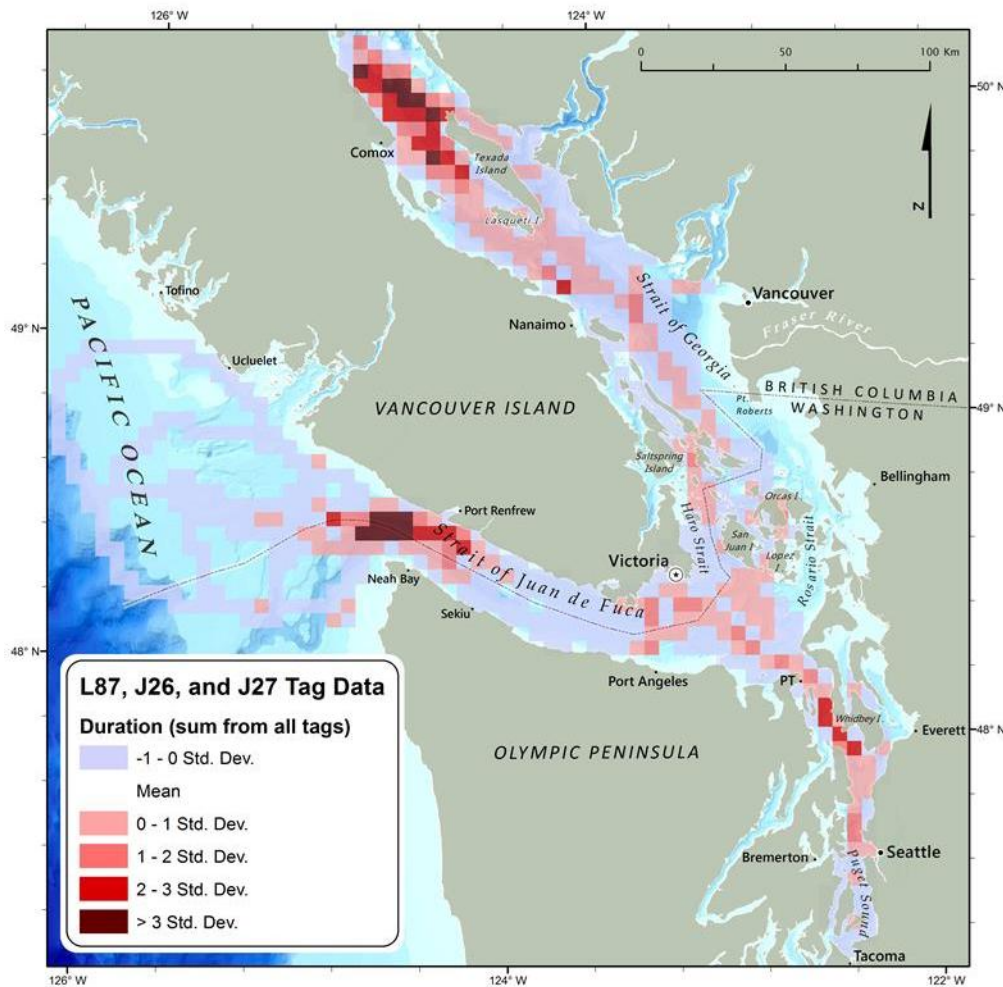 126° W
124° W
0
50
100 Km
50° N
N
Comox
Texada
Island
Lasqueti I
Tofino
Vancouver
Strait of Georgia
Fraser River
49° N
Nanaimo
Ucluelet
PACIFIC OCEAN
BRITISH COLUMBIA
WASHINGTON
49° N
Pt.
Roberts
VANCOUVER ISLAND
Saltspring
Island
Bellingham
Orcas I
Port Renfrew
Haro Strait
San
Juan I
Lopez
I
Rosario Strait
Victoria
Strait of Juan de Fuca
Neah Bay
Sekiu
48° N
Port Angeles
PT
Whidbey I
Everett
48° N
OLYMPIC PENINSULA
L87, J26, and J27 Tag Data
Duration (sum from all tags)
-1 - 0 Std. Dev.
Mean
0 - 1 Std. Dev.
1 - 2 Std. Dev.
2 - 3 Std. Dev.
> 3 Std. Dev.
Bremerton
Seattle
Puget Sound
Tacoma
126° W
124° W
122° W